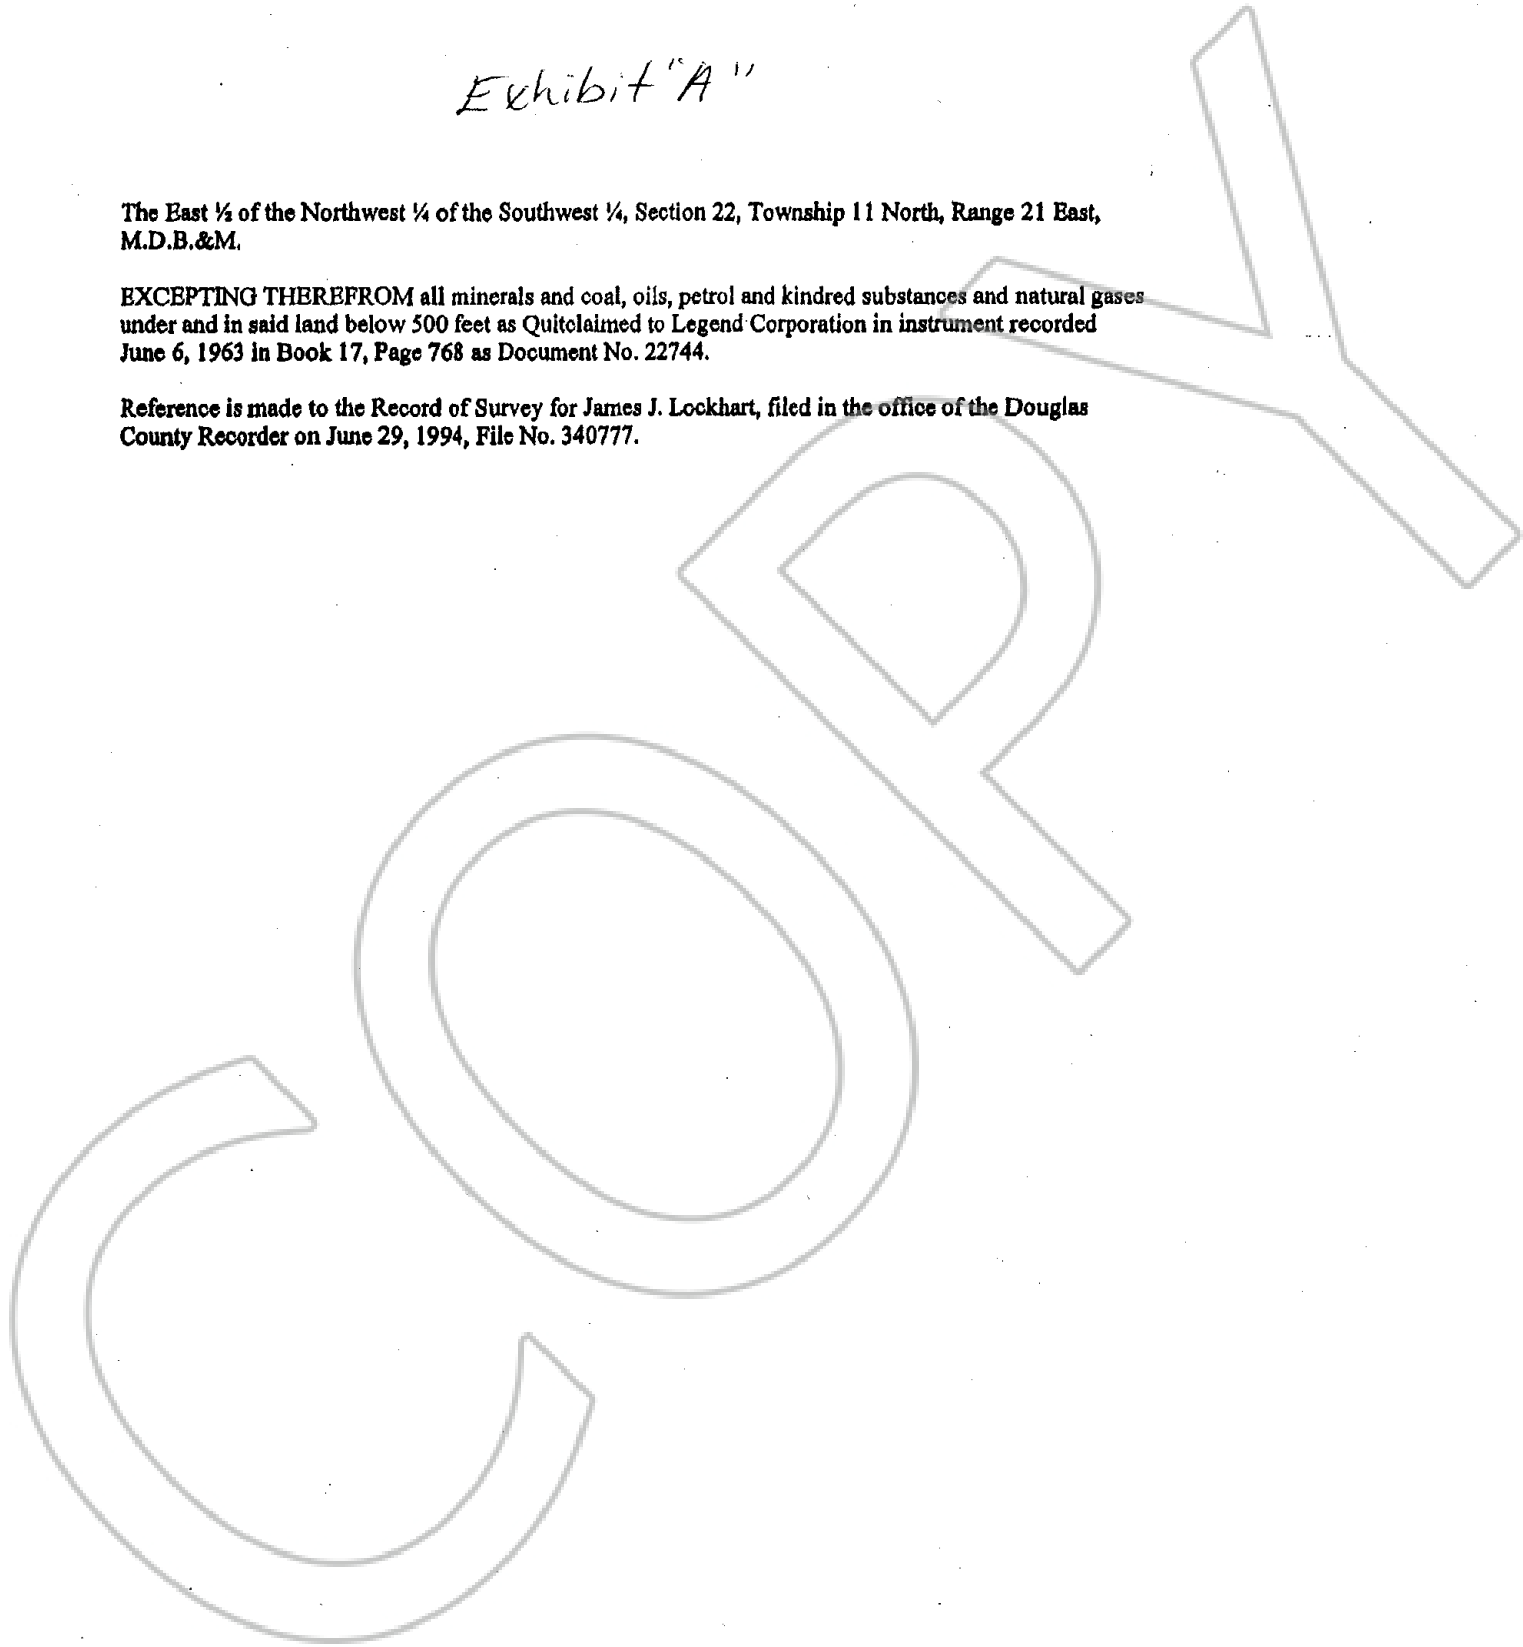 Exhibit "A"
The East ½ of the Northwest ¼ of the Southwest ¼, Section 22, Township 11 North, Range 21 East,
M.D.B.&M.
EXCEPTING THEREFROM all minerals and coal, oils, petrol and kindred substances and natural gases
under and in said land below 500 feet as Quitclaimed to Legend Corporation in instrument recorded
June 6, 1963 in Book 17, Page 768 as Document No. 22744.
Reference is made to the Record of Survey for James J. Lockhart, filed in the office of the Douglas
County Recorder on June 29, 1994, File No. 340777.
COPY